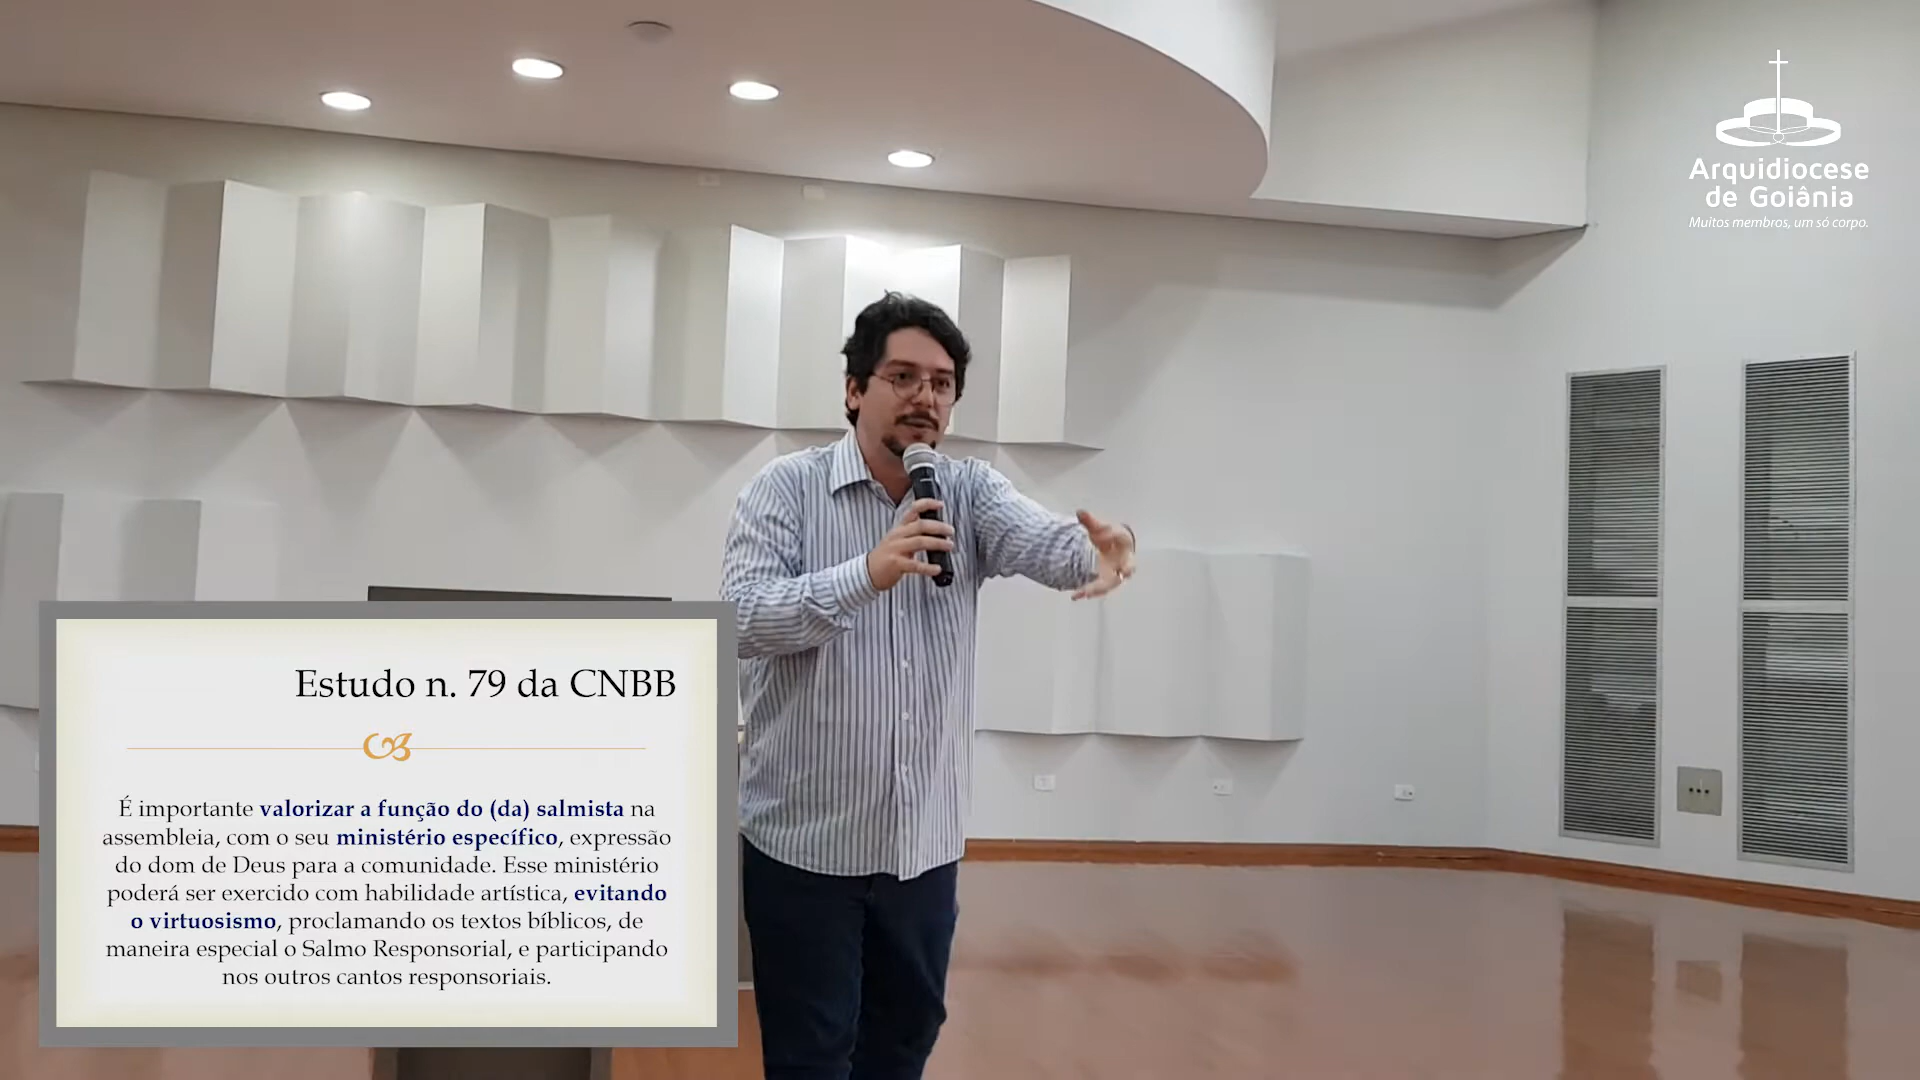 Arquidiocese
de Goiânia
Muitos membros, um só corpo.
Estudo n. 79 da CNBB
É importante valorizar a função do (da) salmista na
assembleia, com o seu ministério específico, expressão
do dom de Deus para a comunidade. Esse ministério
poderá ser exercido com habilidade artística, evitando
o virtuosismo, proclamando os textos bíblicos, de
maneira especial o Salmo Responsorial, e participando
nos outros cantos responsoriais.